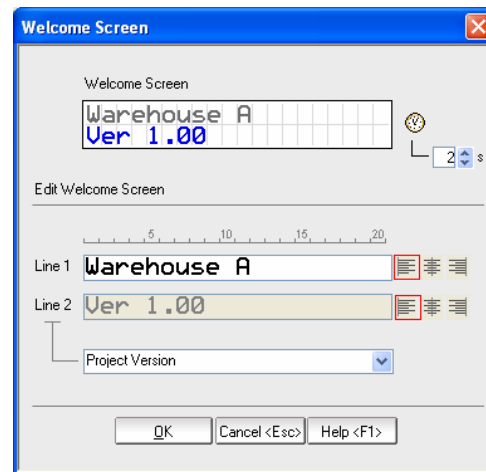 Welcome Screen
Welcome Screen
Warehouse A
Ver 1.00
2 s
Edit Welcome Screen
5 10 15 20
Line 1 Warehouse A
Line 2 Ver 1.00
Project Version
OK Cancel <Esc> Help <F1>